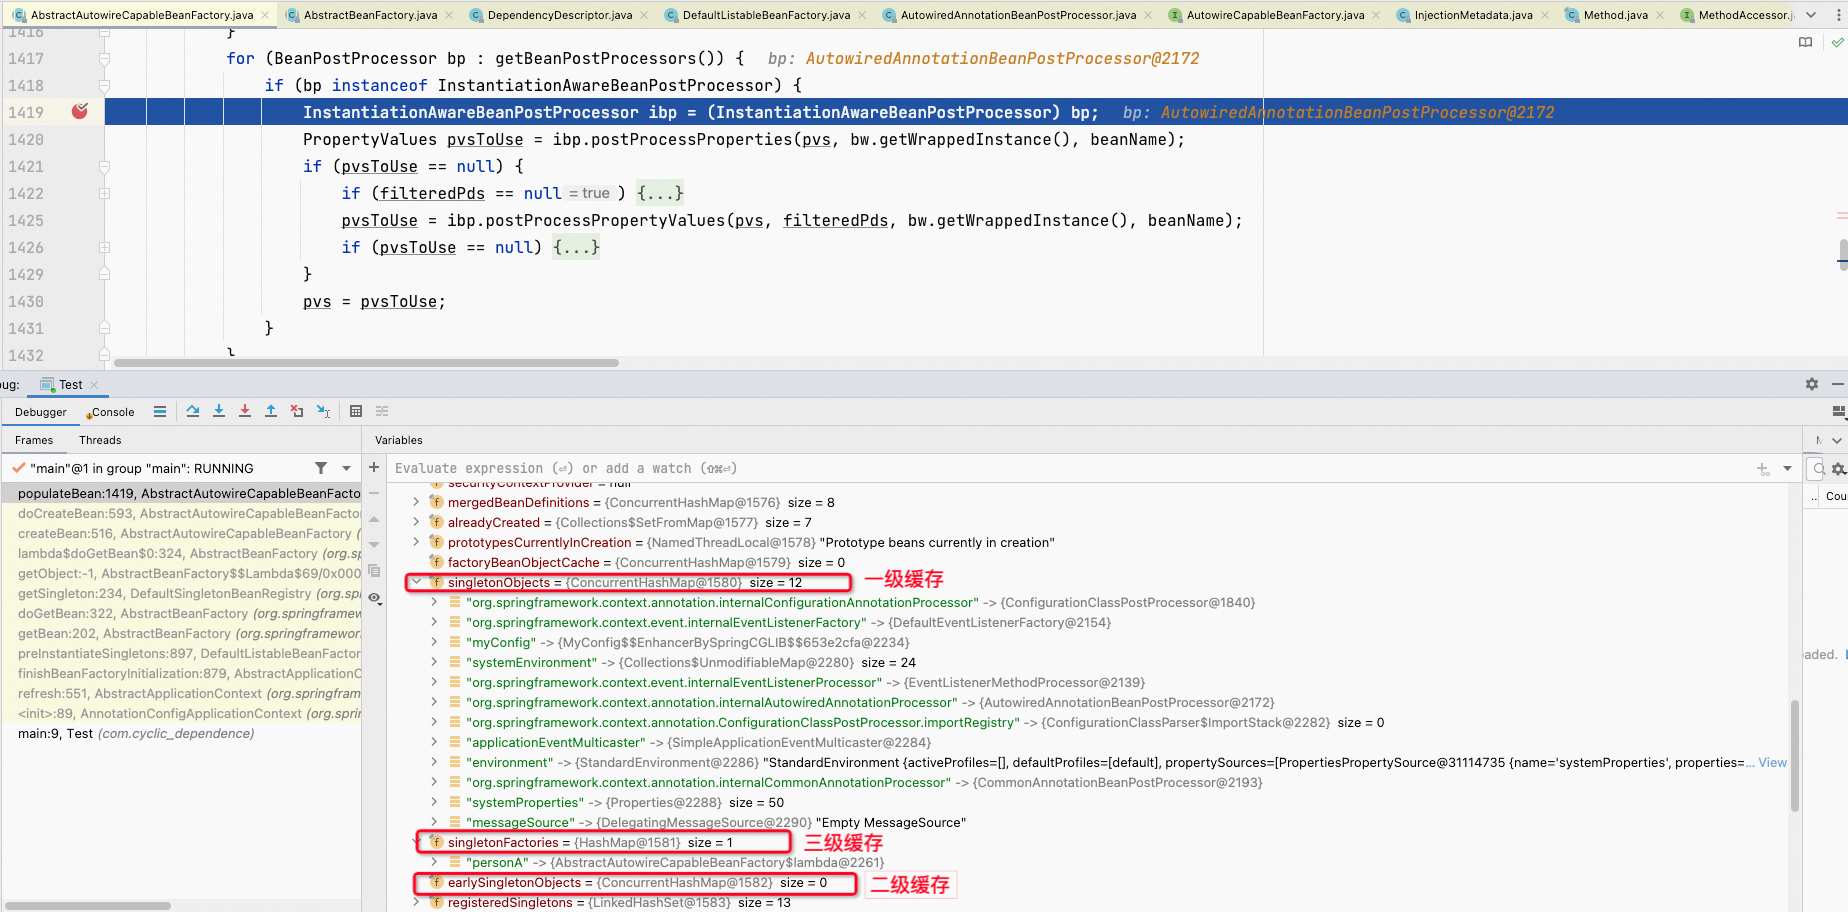 AbstractAutowireCapableBeanFactory.java AbstractBeanFactory.java DependencyDescriptor.java DefaultListableBeanFactory.java AutowiredAnnotationBeanPostProcessor.java AutowireCapableBeanFactory.java InjectionMetadata.java Method.java MethodAccessor.j
1416 }
1417 for (BeanPostProcessor bp : getBeanPostProcessors()) { bp: AutowiredAnnotationBeanPostProcessor@2172
1418 if (bp instanceof InstantiationAwareBeanPostProcessor) {
1419 InstantiationAwareBeanPostProcessor ibp = (InstantiationAwareBeanPostProcessor) bp; bp: AutowiredAnnotationBeanPostProcessor@2172
1420 PropertyValues pvsToUse = ibp.postProcessProperties(pvs, bw.getWrappedInstance(), beanName);
1421 if (pvsToUse == null) {
1422 if (filteredPds == null = true ) {...}
1425 pvsToUse = ibp.postProcessPropertyValues(pvs, filteredPds, bw.getWrappedInstance(), beanName);
1426 if (pvsToUse == null) {...}
1429 }
1430 pvs = pvsToUse;
1431 }
1432 }
ug: Test
Debugger Console
Frames Threads
Variables
"main"@1 in group "main": RUNNING
Evaluate expression (⏎) or add a watch (⇧⌘⏎)
populateBean:1419, AbstractAutowireCapableBeanFacto
doCreateBean:593, AbstractAutowireCapableBeanFactor
createBean:516, AbstractAutowireCapableBeanFactory (
lambda$doGetBean$0:324, AbstractBeanFactory (org.sp
getObject:-1, AbstractBeanFactory$$Lambda$69/0x000
getSingleton:234, DefaultSingletonBeanRegistry (org.spr
doGetBean:322, AbstractBeanFactory (org.springframew
getBean:202, AbstractBeanFactory (org.springframewor
preInstantiateSingletons:897, DefaultListableBeanFactor
finishBeanFactoryInitialization:879, AbstractApplicationC
refresh:551, AbstractApplicationContext (org.springfram
<init>:89, AnnotationConfigApplicationContext (org.sprin
main:9, Test (com.cyclic_dependence)
securityContextProvider = null
mergedBeanDefinitions = {ConcurrentHashMap@1576} size = 8
alreadyCreated = {Collections$SetFromMap@1577} size = 7
prototypesCurrentlyInCreation = {NamedThreadLocal@1578} "Prototype beans currently in creation"
factoryBeanObjectCache = {ConcurrentHashMap@1579} size = 0
singletonObjects = {ConcurrentHashMap@1580} size = 12 一级缓存
"org.springframework.context.annotation.internalConfigurationAnnotationProcessor" -> {ConfigurationClassPostProcessor@1840}
"org.springframework.context.event.internalEventListenerFactory" -> {DefaultEventListenerFactory@2154}
"myConfig" -> {MyConfig$$EnhancerBySpringCGLIB$$653e2cfa@2234}
"systemEnvironment" -> {Collections$UnmodifiableMap@2280} size = 24
"org.springframework.context.event.internalEventListenerProcessor" -> {EventListenerMethodProcessor@2139}
"org.springframework.context.annotation.internalAutowiredAnnotationProcessor" -> {AutowiredAnnotationBeanPostProcessor@2172}
"org.springframework.context.annotation.ConfigurationClassPostProcessor.importRegistry" -> {ConfigurationClassParser$ImportStack@2282} size = 0
"applicationEventMulticaster" -> {SimpleApplicationEventMulticaster@2284}
"environment" -> {StandardEnvironment@2286} "StandardEnvironment {activeProfiles=[], defaultProfiles=[default], propertySources=[PropertiesPropertySource@31114735 {name='systemProperties', properties=... View
"org.springframework.context.annotation.internalCommonAnnotationProcessor" -> {CommonAnnotationBeanPostProcessor@2193}
"systemProperties" -> {Properties@2288} size = 50
"messageSource" -> {DelegatingMessageSource@2290} "Empty MessageSource"
singletonFactories = {HashMap@1581} size = 1 三级缓存
"personA" -> {AbstractAutowireCapableBeanFactory$lambda@2261}
earlySingletonObjects = {ConcurrentHashMap@1582} size = 0 二级缓存
registeredSingletons = {LinkedHashSet@1583} size = 13
.. Cou
aded.